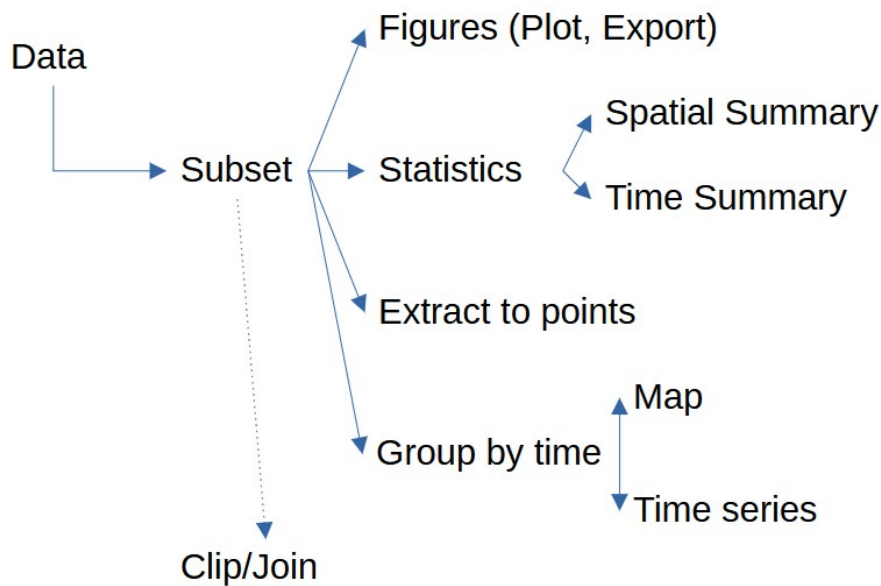 Figures (Plot, Export)
Data
Spatial Summary
Subset
Statistics
Time Summary
Extract to points
Map
Group by time
Time series
Clip/Join